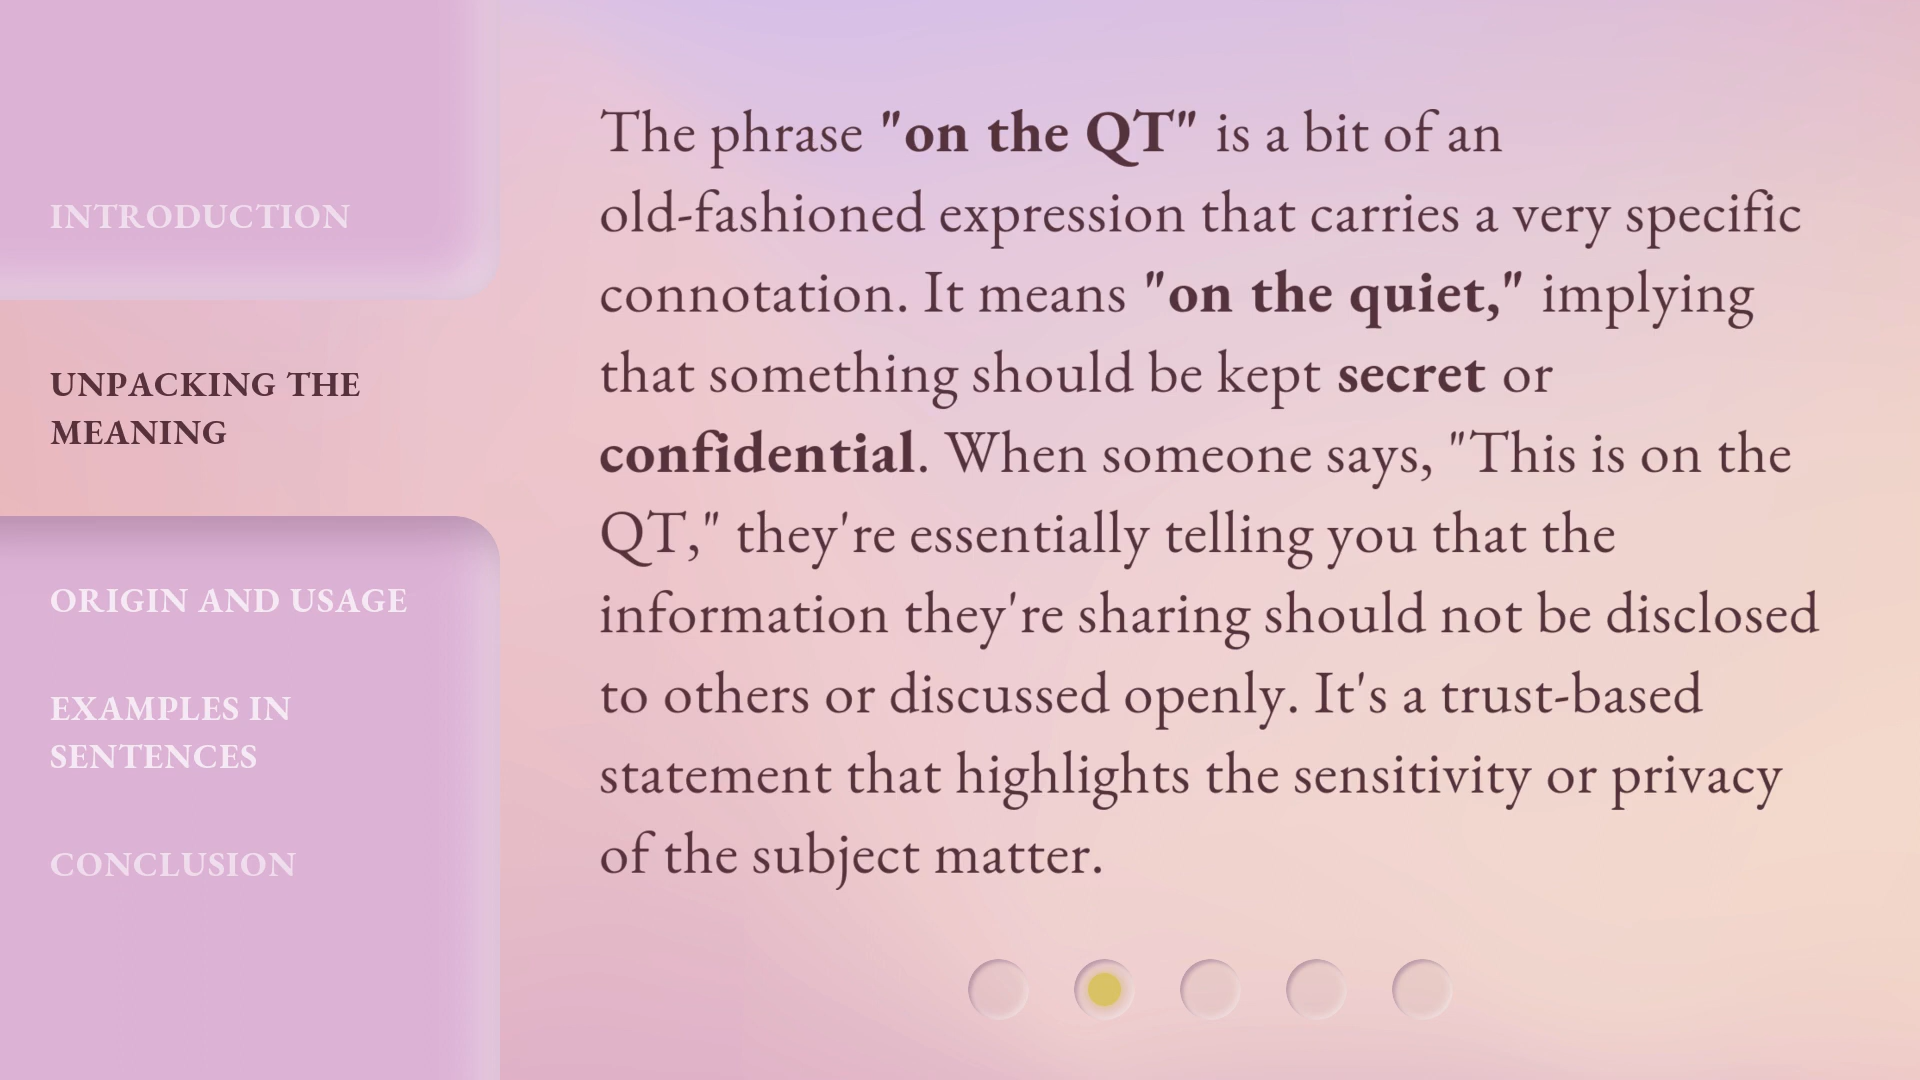 INTRODUCTION
UNPACKING THE
MEANING
ORIGIN AND USAGE
EXAMPLES IN
SENTENCES
CONCLUSION
The phrase "on the QT" is a bit of an
old-fashioned expression that carries a very specific
connotation. It means "on the quiet," implying
that something should be kept secret or
confidential. When someone says, "This is on the
QT," they're essentially telling you that the
information they're sharing should not be disclosed
to others or discussed openly. It's a trust-based
statement that highlights the sensitivity or privacy
of the subject matter.